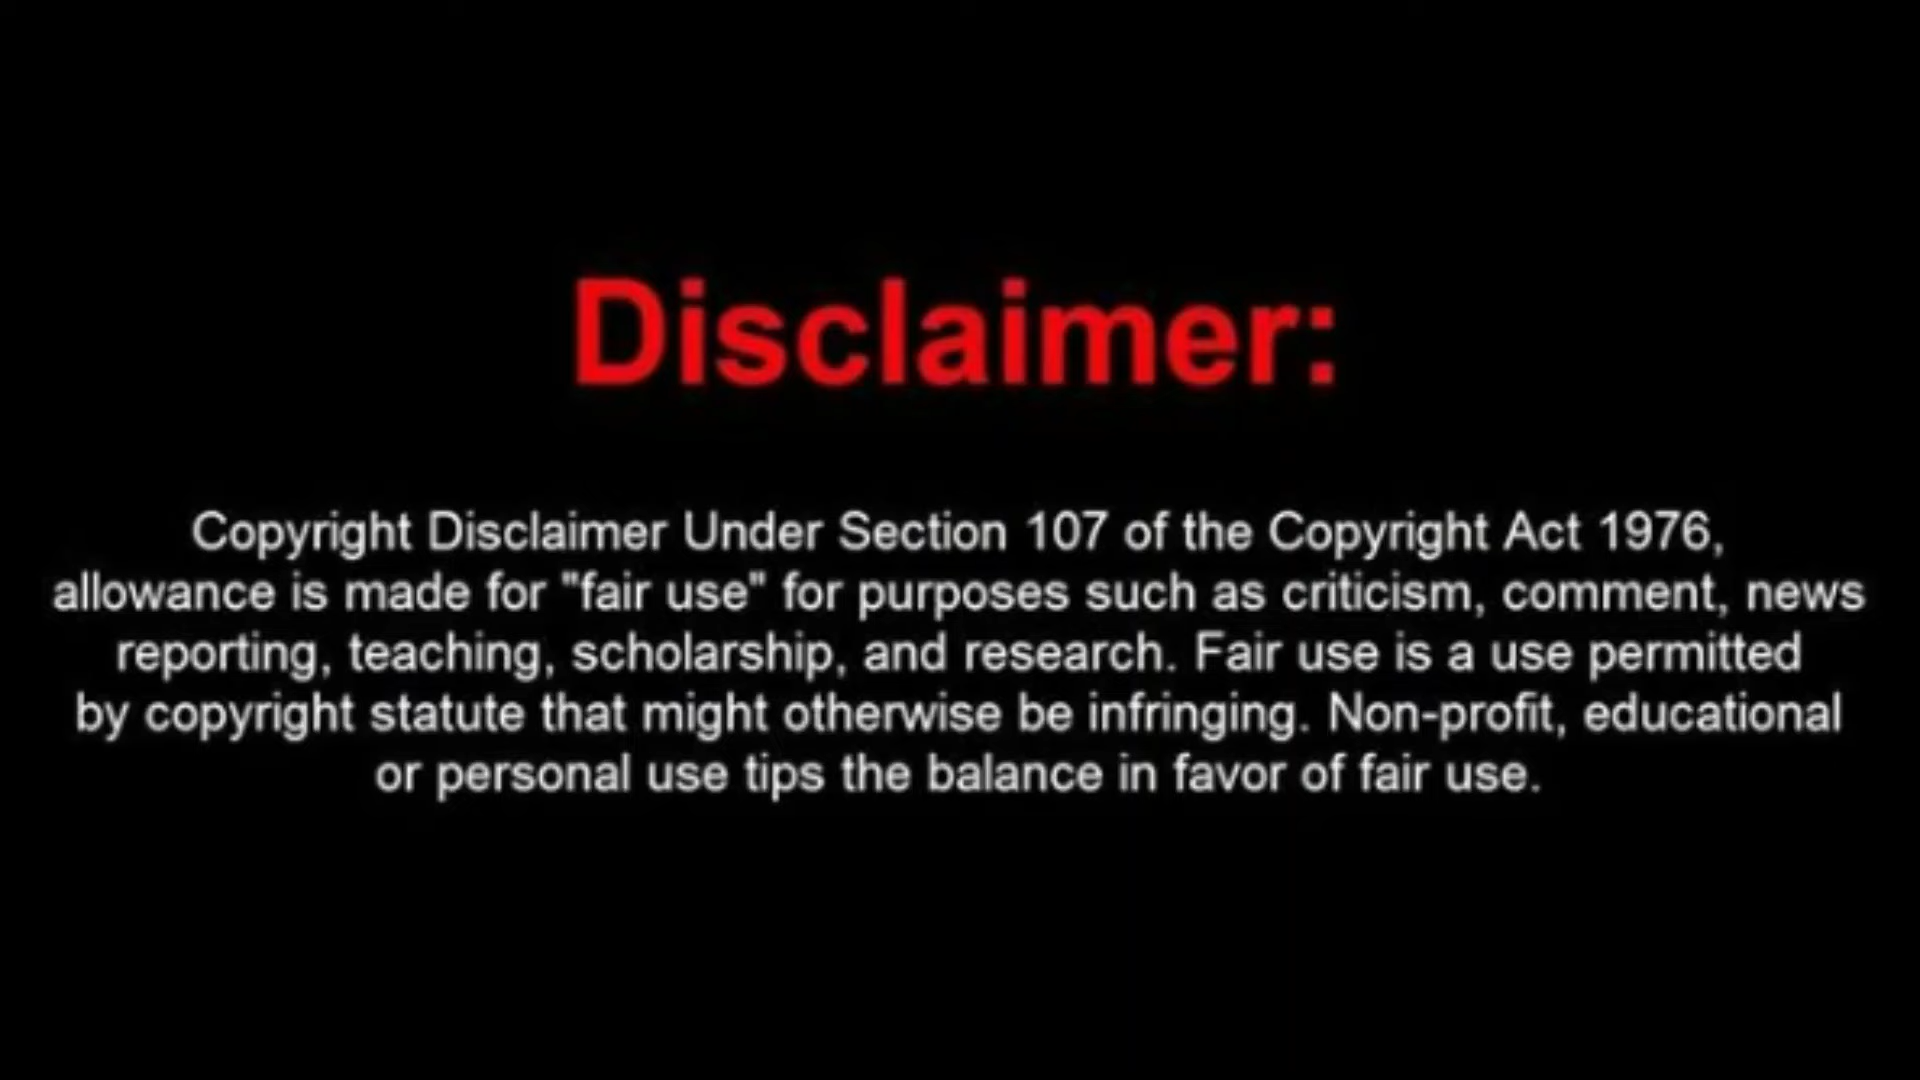 Disclaimer:
Copyright Disclaimer Under Section 107 of the Copyright Act 1976,
allowance is made for "fair use" for purposes such as criticism, comment, news
reporting, teaching, scholarship, and research. Fair use is a use permitted
by copyright statute that might otherwise be infringing. Non-profit, educational
or personal use tips the balance in favor of fair use.